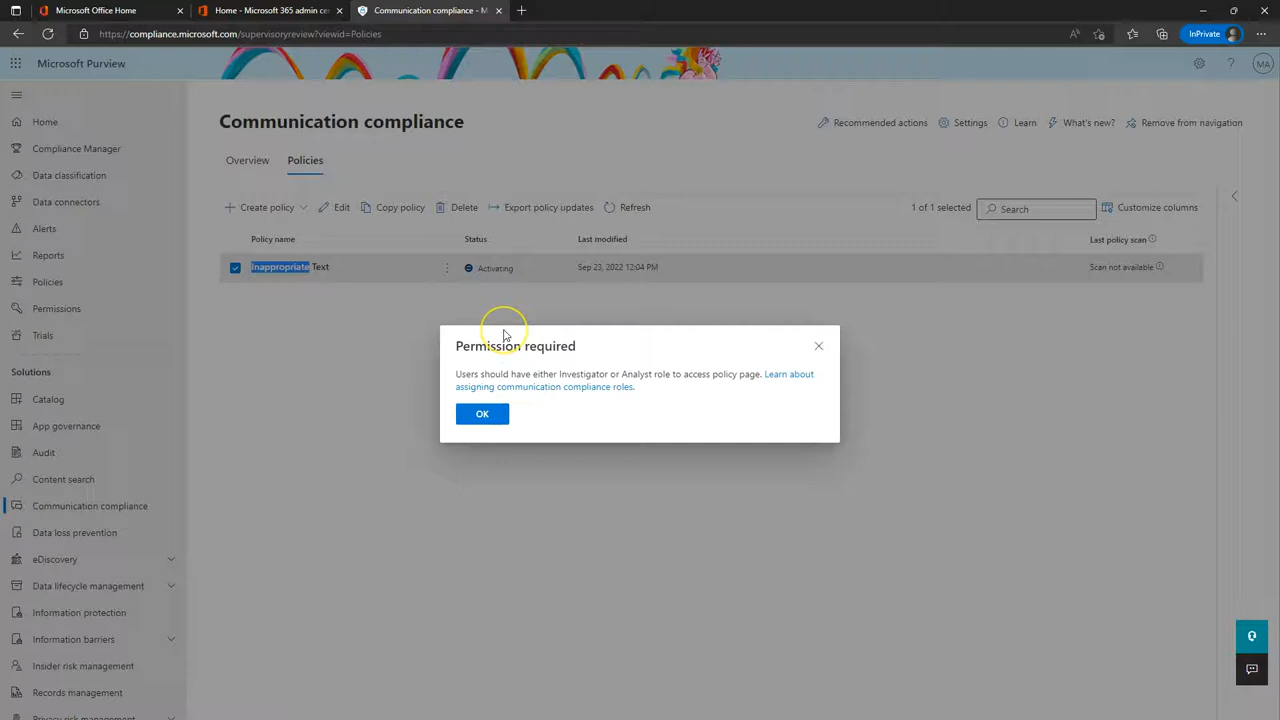 Microsoft Office Home
Home - Microsoft 365 admin cen
Communication compliance - M
https://compliance.microsoft.com/supervisoryreview?viewid=Policies
InPrivate
Microsoft Purview
MA
Home
Compliance Manager
Data classification
Data connectors
Alerts
Reports
Policies
Permissions
Trials
Solutions
Catalog
App governance
Audit
Content search
Communication compliance
Data loss prevention
eDiscovery
Data lifecycle management
Information protection
Information barriers
Insider risk management
Records management
Privacy risk management
Communication compliance
Recommended actions
Settings
Learn
What's new?
Remove from navigation
Overview
Policies
Create policy
Edit
Copy policy
Delete
Export policy updates
Refresh
1 of 1 selected
Search
Customize columns
Policy name
Status
Last modified
Last policy scan
Inappropriate Text
Activating
Sep 23, 2022 12:04 PM
Scan not available
Permission required
Users should have either Investigator or Analyst role to access policy page. Learn about
assigning communication compliance roles.
OK